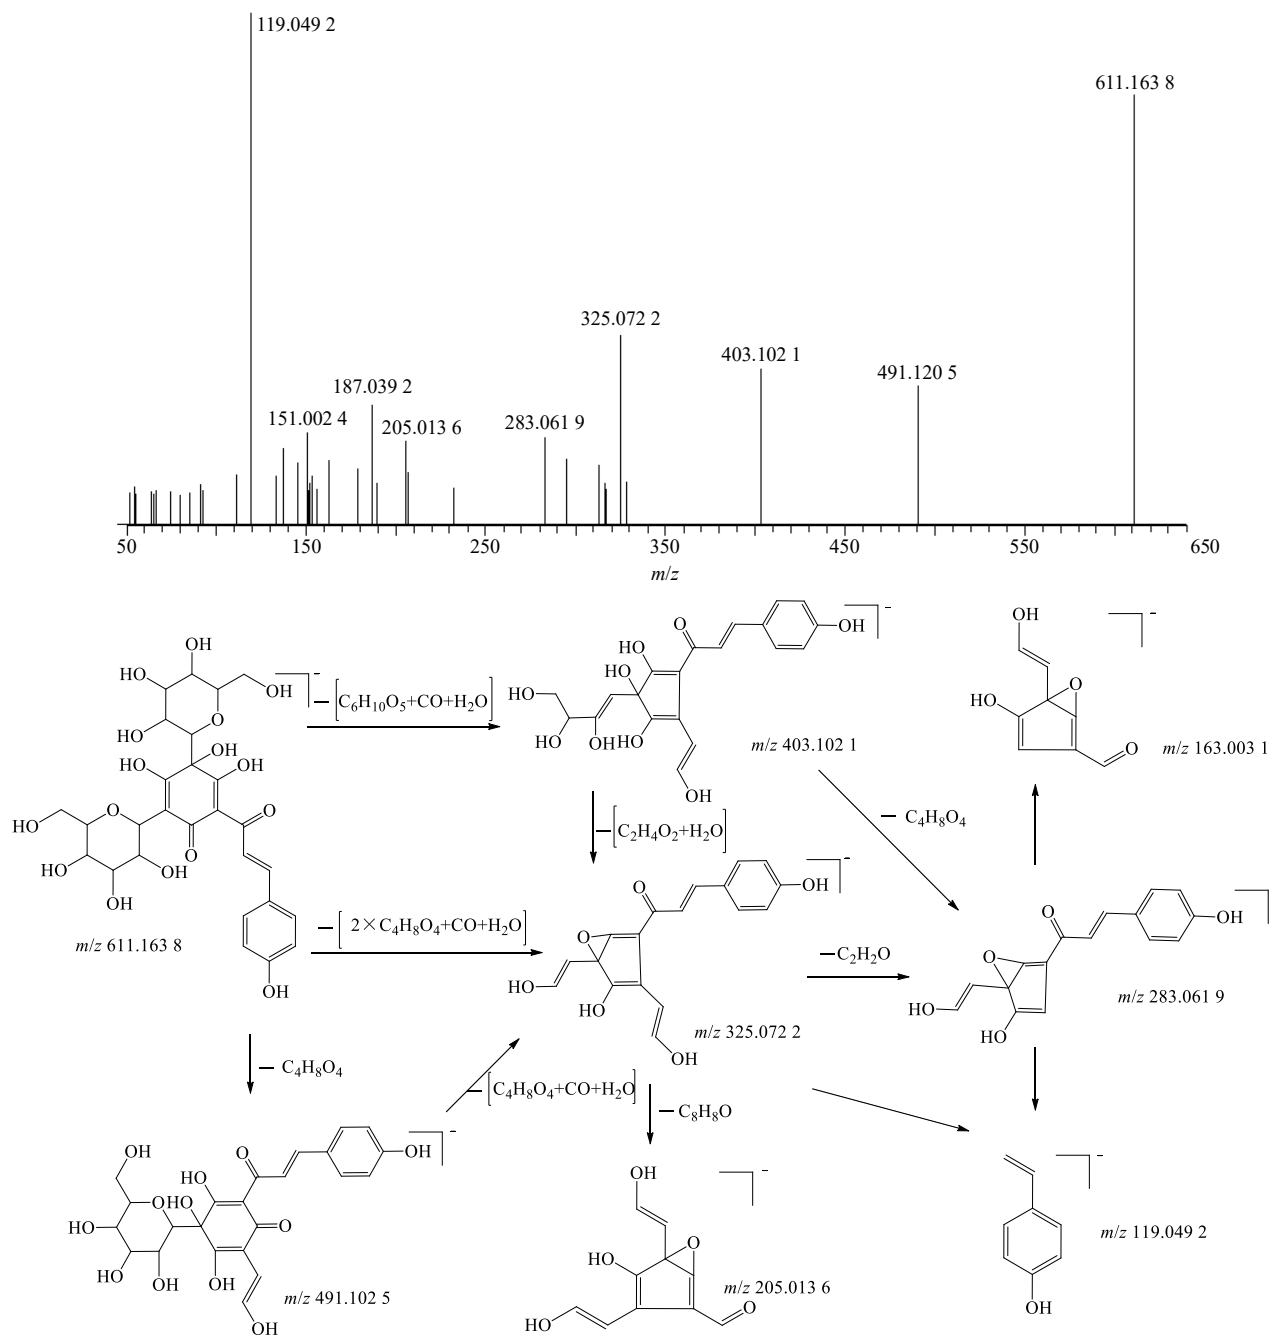 119.049 2
611.163 8
325.072 2
403.102 1
491.120 5
187.039 2
151.002 4
205.013 6
283.061 9
50
150
250
350
450
550
650
m/z
OH
HO
OH
HO
O
OH
HO
OH
O
HO
OH
O
O
HO
OH
OH
OH
m/z 611.163 8
− [C₆H₁₀O₅+CO+H₂O]
O
OH
HO
HO
HO
HO
OH
HO
OH
−
m/z 403.102 1
OH
HO
O
O
−
m/z 163.003 1
− [C₂H₄O₂+H₂O]
− C₄H₈O₄
− [2×C₄H₈O₄+CO+H₂O]
O
OH
O
HO
HO
OH
−
m/z 325.072 2
−C₂H₂O
O
OH
O
HO
HO
m/z 283.061 9
− C₄H₈O₄
− [C₄H₈O₄+CO+H₂O]
−C₈H₈O
OH
O
OH
HO
O
HO
HO
O
HO
OH
OH
OH
−
m/z 491.102 5
OH
O
HO
HO
O
−
m/z 205.013 6
OH
−
m/z 119.049 2